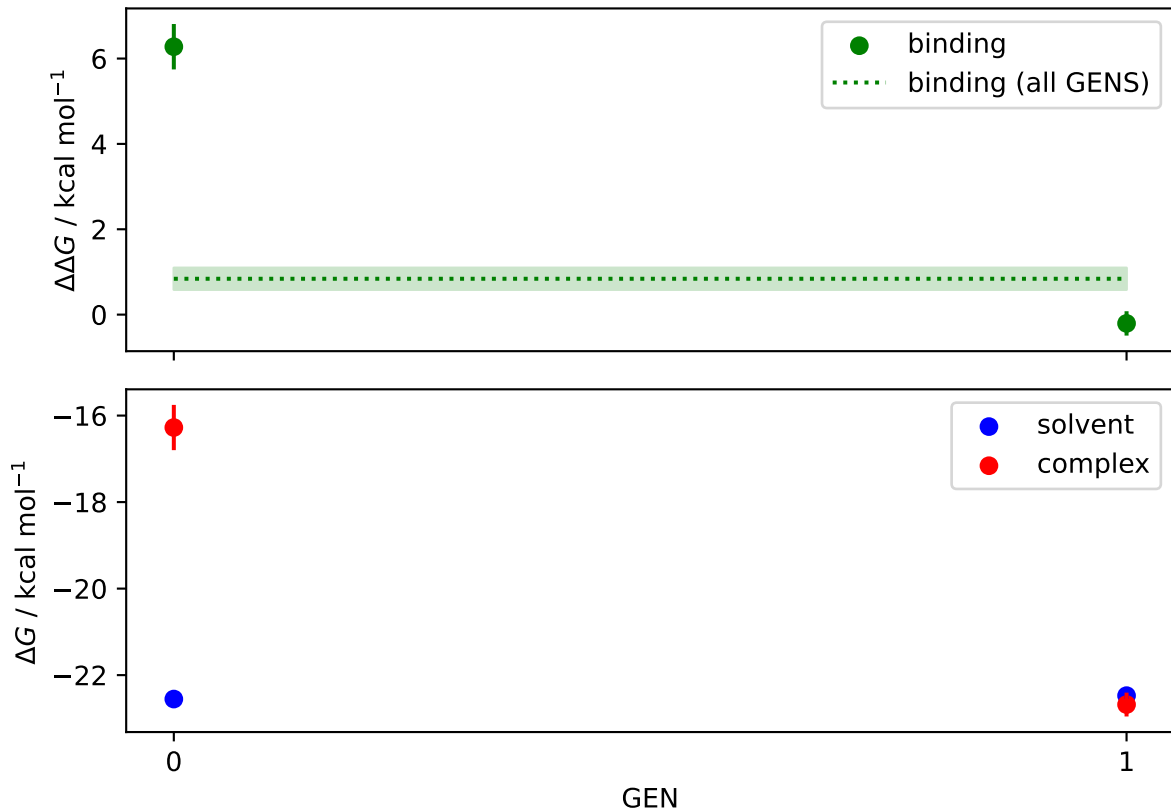 6
4
2
0
ΔΔG / kcal mol⁻¹
binding
binding (all GENS)
−16
−18
−20
−22
ΔG / kcal mol⁻¹
solvent
complex
0
1
GEN